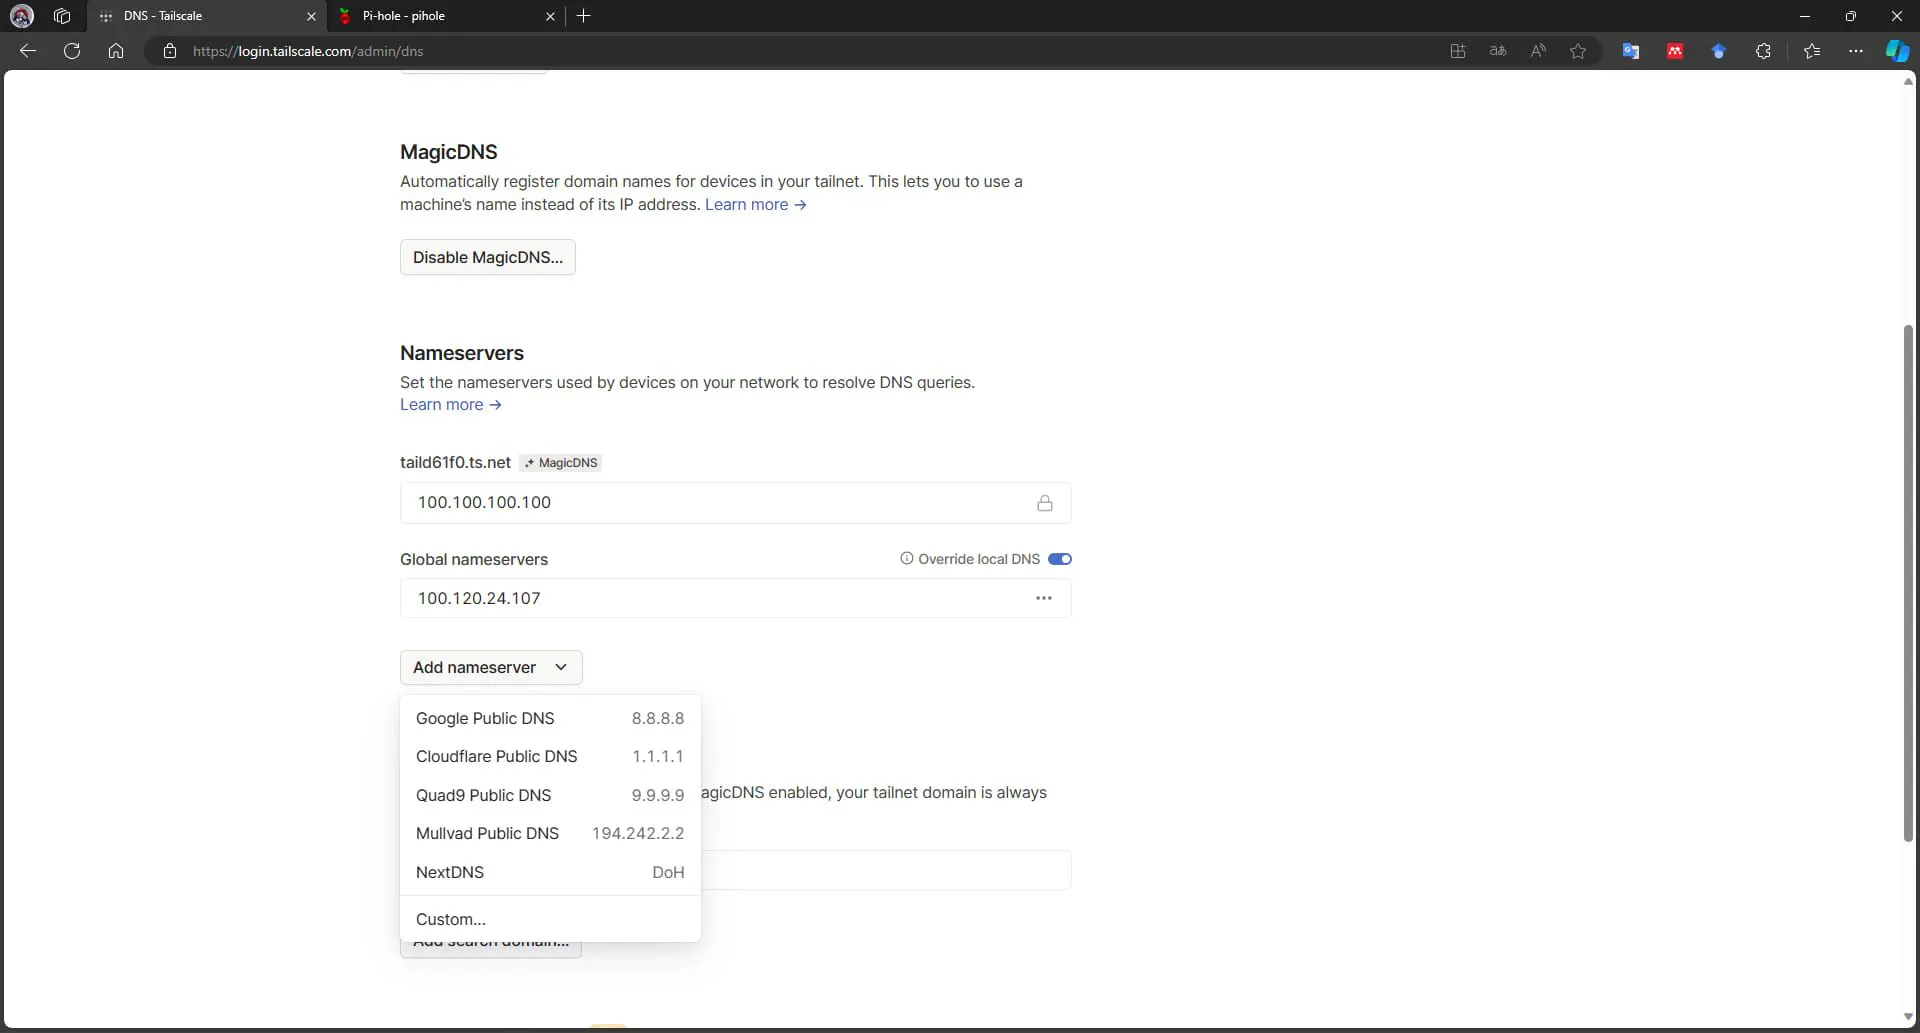 DNS - Tailscale
Pi-hole - pihole
https://login.tailscale.com/admin/dns
MagicDNS
Automatically register domain names for devices in your tailnet. This lets you to use a
machine's name instead of its IP address. Learn more →
Disable MagicDNS...
Nameservers
Set the nameservers used by devices on your network to resolve DNS queries.
Learn more →
taild61f0.ts.net MagicDNS
100.100.100.100
Global nameservers Override local DNS
100.120.24.107
Add nameserver
Google Public DNS 8.8.8.8
Cloudflare Public DNS 1.1.1.1
Quad9 Public DNS 9.9.9.9
agicDNS enabled, your tailnet domain is always
Mullvad Public DNS 194.242.2.2
NextDNS DoH
Custom...
Add search domain...